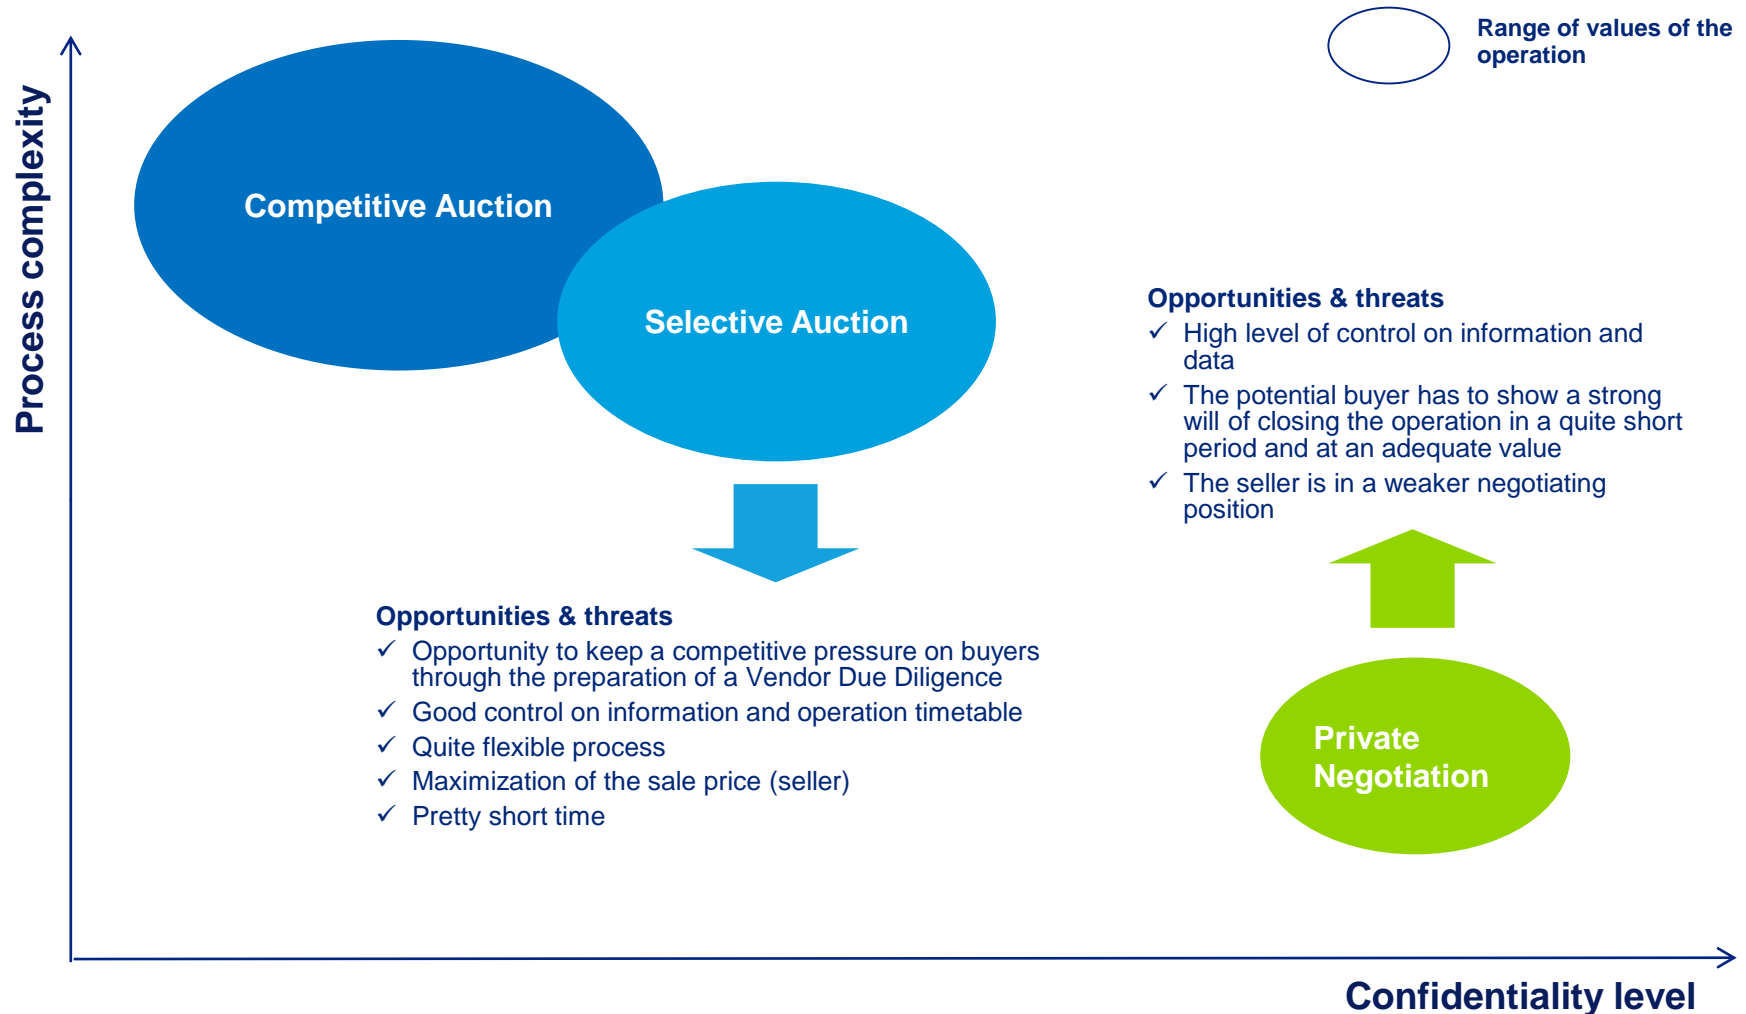 Range of values of the
operation
Process complexity
Competitive Auction
Selective Auction
Opportunities & threats
✓ High level of control on information and
data
✓ The potential buyer has to show a strong
will of closing the operation in a quite short
period and at an adequate value
✓ The seller is in a weaker negotiating
position
Opportunities & threats
✓ Opportunity to keep a competitive pressure on buyers
through the preparation of a Vendor Due Diligence
✓ Good control on information and operation timetable
✓ Quite flexible process
✓ Maximization of the sale price (seller)
✓ Pretty short time
Private
Negotiation
Confidentiality level